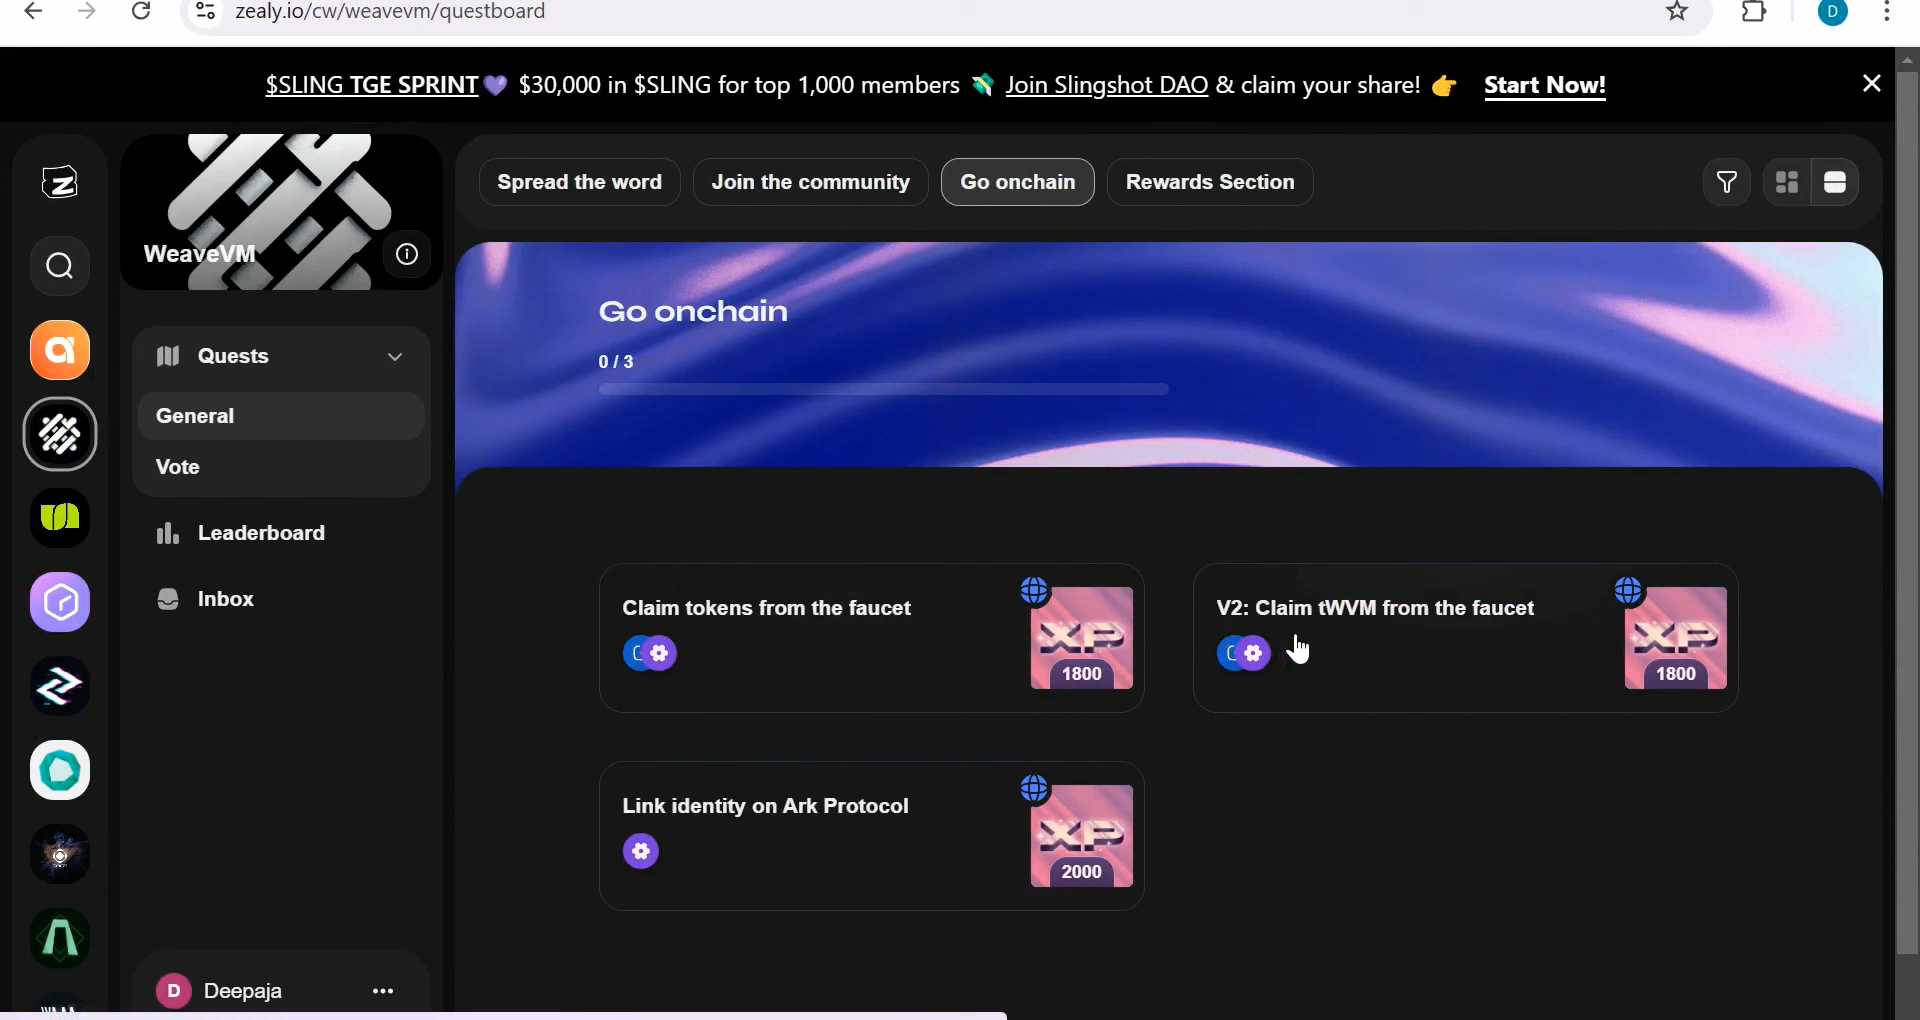 zealy.io/cw/weavevm/questboard
D
$SLING TGE SPRINT💜 $30,000 in $SLING for top 1,000 members 💸 Join Slingshot DAO & claim your share! 👉 Start Now!
Spread the word
Join the community
Go onchain
Rewards Section
WeaveVM
Go onchain
0 / 3
Quests
General
Vote
Leaderboard
Inbox
Claim tokens from the faucet
XP
1800
V2: Claim tWVM from the faucet
XP
1800
Link identity on Ark Protocol
XP
2000
D Deepaja